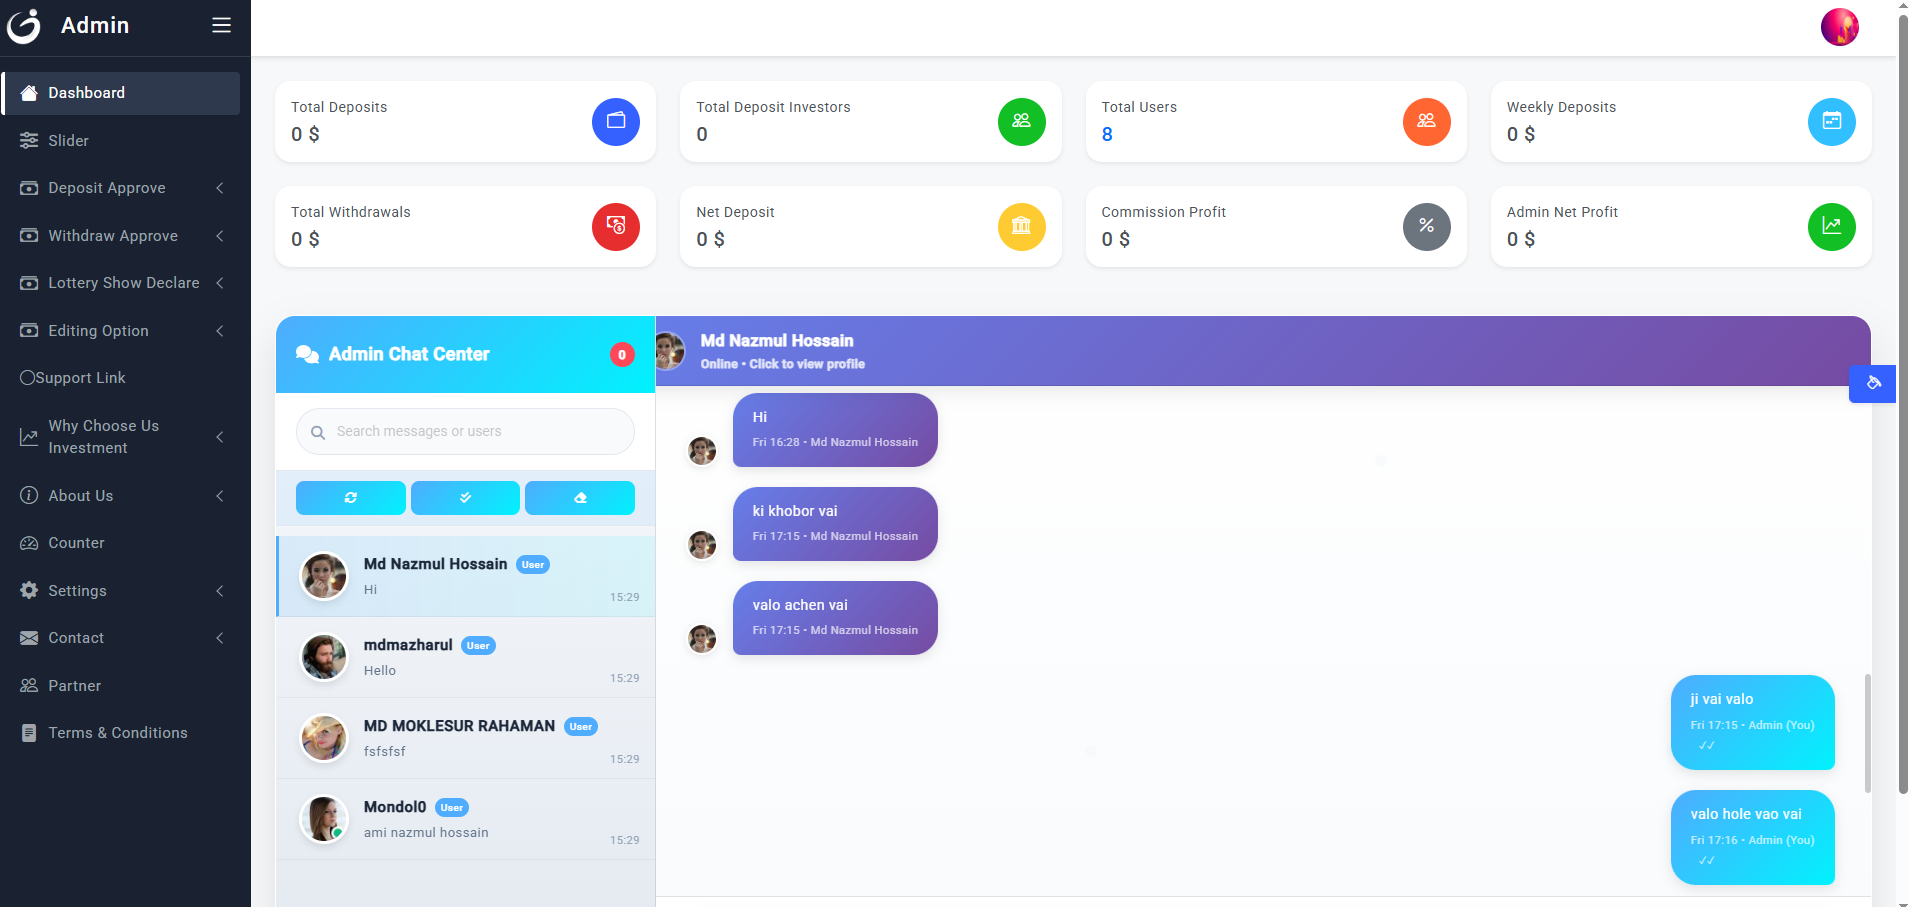 Admin
Dashboard
Slider
Deposit Approve
Withdraw Approve
Lottery Show Declare
Editing Option
Support Link
Why Choose Us
Investment
About Us
Counter
Settings
Contact
Partner
Terms & Conditions
Total Deposits
0 $
Total Deposit Investors
0
Total Users
8
Weekly Deposits
0 $
Total Withdrawals
0 $
Net Deposit
0 $
Commission Profit
0 $
Admin Net Profit
0 $
Admin Chat Center
0
Search messages or users
Md Nazmul Hossain User
Hi
15:29
mdmazharul User
Hello
15:29
MD MOKLESUR RAHAMAN User
fsfsfsf
15:29
Mondol0 User
ami nazmul hossain
15:29
Md Nazmul Hossain
Online • Click to view profile
Hi
Fri 16:28 • Md Nazmul Hossain
ki khobor vai
Fri 17:15 • Md Nazmul Hossain
valo achen vai
Fri 17:15 • Md Nazmul Hossain
ji vai valo
Fri 17:15 • Admin (You)
✓✓
valo hole vao vai
Fri 17:16 • Admin (You)
✓✓